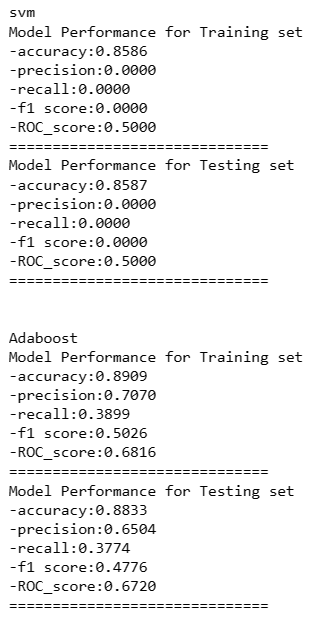 svm
Model Performance for Training set
-accuracy:0.8586
-precision:0.0000
-recall:0.0000
-f1 score:0.0000
-ROC_score:0.5000
==============================
Model Performance for Testing set
-accuracy:0.8587
-precision:0.0000
-recall:0.0000
-f1 score:0.0000
-ROC_score:0.5000
==============================
Adaboost
Model Performance for Training set
-accuracy:0.8909
-precision:0.7070
-recall:0.3899
-f1 score:0.5026
-ROC_score:0.6816
==============================
Model Performance for Testing set
-accuracy:0.8833
-precision:0.6504
-recall:0.3774
-f1 score:0.4776
-ROC_score:0.6720
==============================